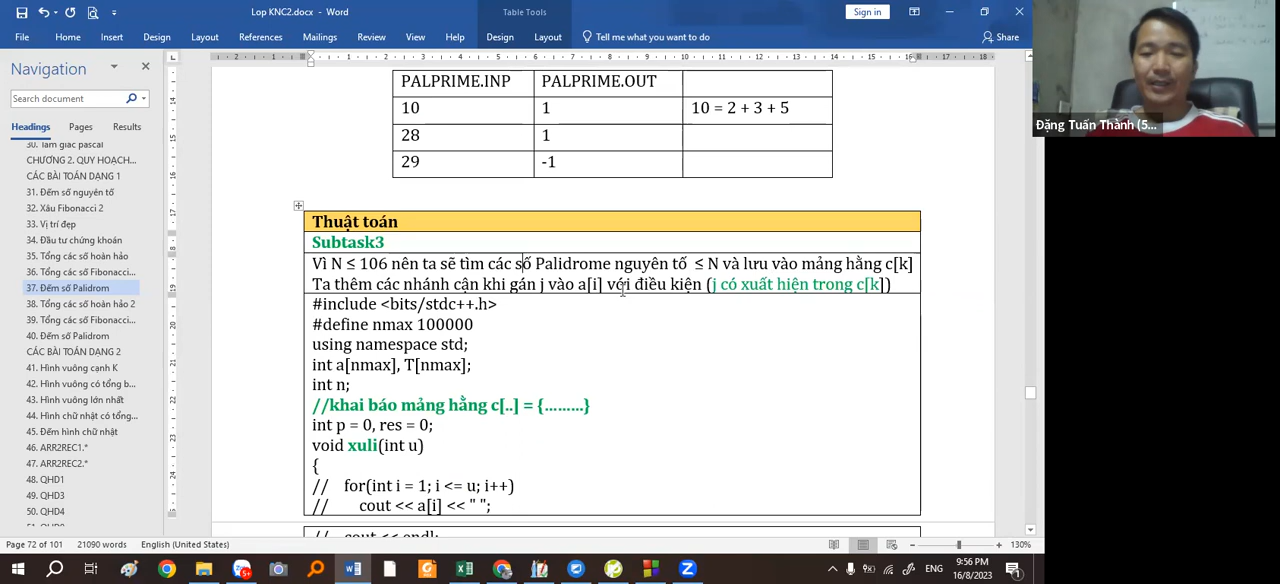 Lop KNC2.docx - Word
Table Tools
Sign in
File Home Insert Design Layout References Mailings Review View Help Design Layout Tell me what you want to do Share
Navigation
Search document
Headings Pages Results
30. Tam giác pascal
CHƯƠNG 2. QUY HOẠCH...
CÁC BÀI TOÁN DẠNG 1
31. Đếm số nguyên tố
32. Xâu Fibonacci 2
33. Vị trí đẹp
34. Đầu tư chứng khoán
35. Tổng các số hoàn hảo
36. Tổng các số Fibonacci...
37. Đếm số Palidrom
38. Tổng các số hoàn hảo 2
39. Tổng các số Fibonacci...
40. Đếm số Palidrom
CÁC BÀI TOÁN DẠNG 2
41. Hình vuông cạnh K
42. Hình vuông có tổng b...
43. Hình vuông lớn nhất
44. Hình chữ nhật có tổng...
45. Đếm hình chữ nhật
46. ARR2REC1.*
47. ARR2REC2.*
48. QHD1
49. QHD3
50. QHD4
PALPRIME.INP PALPRIME.OUT
10 1 10 = 2 + 3 + 5
28 1
29 -1
Thuật toán
Subtask3
Vì N ≤ 106 nên ta sẽ tìm các số Palidrome nguyên tố ≤ N và lưu vào mảng hằng c[k]
Ta thêm các nhánh cận khi gán j vào a[i] với điều kiện (j có xuất hiện trong c[k])
#include <bits/stdc++.h>
#define nmax 100000
using namespace std;
int a[nmax], T[nmax];
int n;
//khai báo mảng hằng c[..] = {.........}
int p = 0, res = 0;
void xuli(int u)
{
// for(int i = 1; i <= u; i++)
// cout << a[i] << " ";
// cout << endl;
Đặng Tuấn Thành (5...
Page 72 of 101 21090 words English (United States) 130%
ENG
9:56 PM
16/8/2023